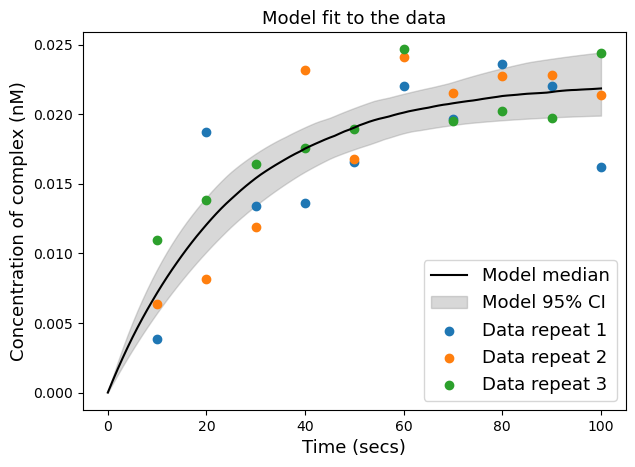 Model fit to the data
Concentration of complex (nM)
0.025
0.020
0.015
0.010
0.005
0.000
0 20 40 60 80 100
Time (secs)
Model median
Model 95% CI
Data repeat 1
Data repeat 2
Data repeat 3